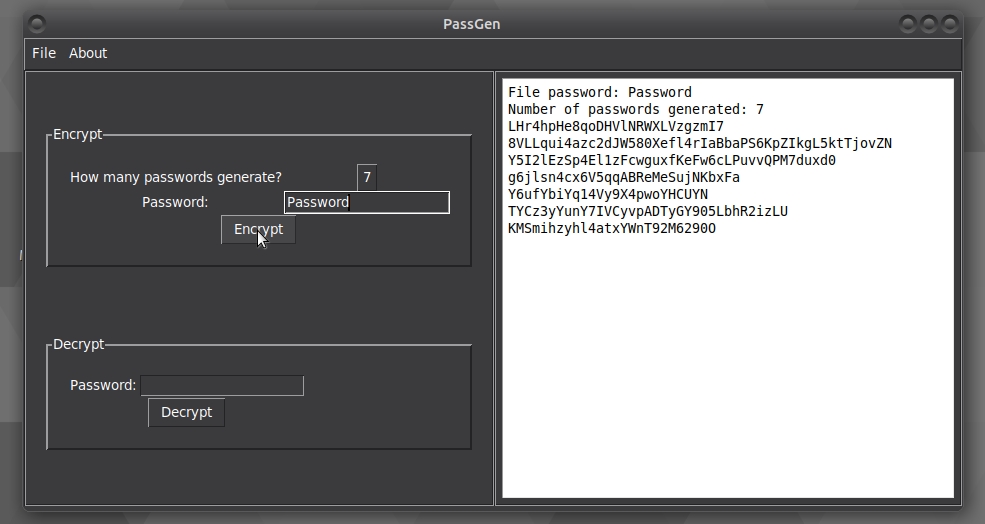 PassGen
File About
Encrypt
How many passwords generate? 7
Password: Password
Encrypt
Decrypt
Password:
Decrypt
File password: Password
Number of passwords generated: 7
LHr4hpHe8qoDHVlNRWXLVzgzmI7
8VLLqui4azc2dJW580Xefl4rIaBbaPS6KpZIkgL5ktTjovZN
Y5I2lEzSp4El1zFcwguxfKeFw6cLPuvvQPM7duxd0
g6jlsn4cx6V5qqABReMeSujNKbxFa
Y6ufYbiYq14Vy9X4pwoYHCUYN
TYCz3yYunY7IVCyvpADTyGY905LbhR2izLU
KMSmihzyhl4atxYWnT92M6290O